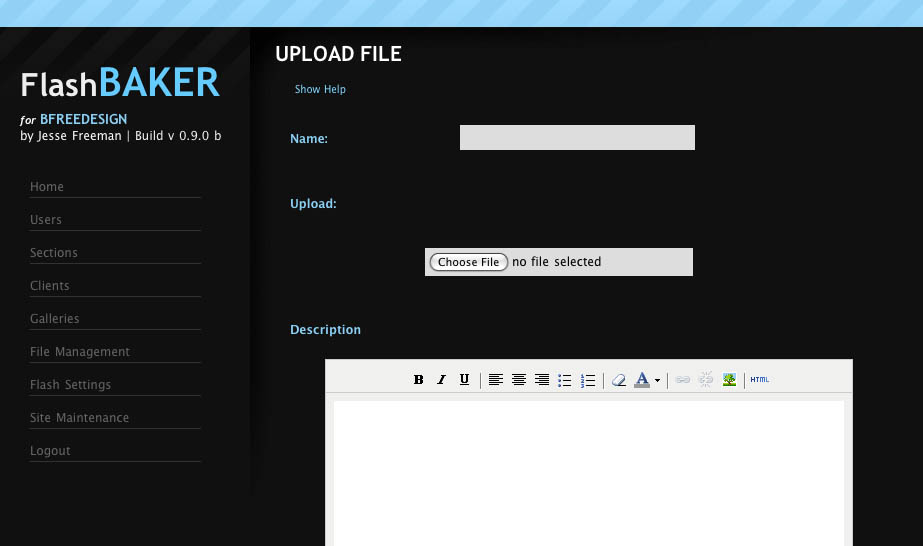 FlashBAKER
for BFREEDESIGN
by Jesse Freeman | Build v 0.9.0 b
Home
Users
Sections
Clients
Galleries
File Management
Flash Settings
Site Maintenance
Logout
UPLOAD FILE
Show Help
Name:
Upload:
Choose File no file selected
Description
B I U A HTML